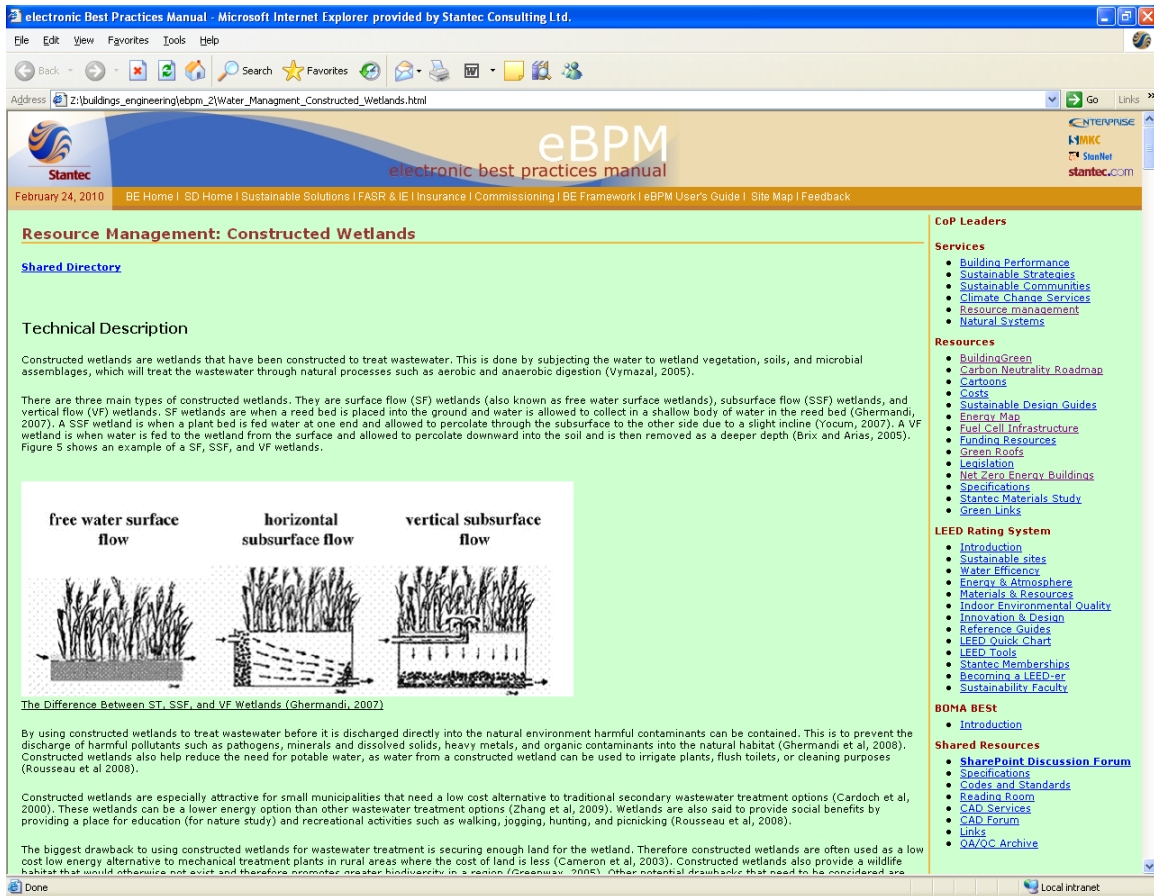 electronic Best Practices Manual - Microsoft Internet Explorer provided by Stantec Consulting Ltd.
File Edit View Favorites Tools Help
Back Search Favorites
Address Z:\buildings_engineering\ebpm_2\Water_Managment_Constructed_Wetlands.html Go Links »
Stantec
eBPM
electronic best practices manual
ENTERPRISE
MKC
StanNet
stantec.com
February 24, 2010 BE Home I SD Home I Sustainable Solutions I FASR & IE I Insurance I Commissioning I BE Framework I eBPM User's Guide I Site Map I Feedback
Resource Management: Constructed Wetlands
Shared Directory
Technical Description
Constructed wetlands are wetlands that have been constructed to treat wastewater. This is done by subjecting the water to wetland vegetation, soils, and microbial
assemblages, which will treat the wastewater through natural processes such as aerobic and anaerobic digestion (Vymazal, 2005).
There are three main types of constructed wetlands. They are surface flow (SF) wetlands (also known as free water surface wetlands), subsurface flow (SSF) wetlands, and
vertical flow (VF) wetlands. SF wetlands are when a reed bed is placed into the ground and water is allowed to collect in a shallow body of water in the reed bed (Ghermandi,
2007). A SSF wetland is when a plant bed is fed water at one end and allowed to percolate through the subsurface to the other side due to a slight incline (Yocum, 2007). A VF
wetland is when water is fed to the wetland from the surface and allowed to percolate downward into the soil and is then removed as a deeper depth (Brix and Arias, 2005).
Figure 5 shows an example of a SF, SSF, and VF wetlands.
free water surface
flow
horizontal
subsurface flow
vertical subsurface
flow
The Difference Between ST, SSF, and VF Wetlands (Ghermandi, 2007)
By using constructed wetlands to treat wastewater before it is discharged directly into the natural environment harmful contaminants can be contained. This is to prevent the
discharge of harmful pollutants such as pathogens, minerals and dissolved solids, heavy metals, and organic contaminants into the natural habitat (Ghermandi et al, 2008).
Constructed wetlands also help reduce the need for potable water, as water from a constructed wetland can be used to irrigate plants, flush toilets, or cleaning purposes
(Rousseau et al 2008).
Constructed wetlands are especially attractive for small municipalities that need a low cost alternative to traditional secondary wastewater treatment options (Cardoch et al,
2000). These wetlands can be a lower energy option than other wastewater treatment options (Zhang et al, 2009). Wetlands are also said to provide social benefits by
providing a place for education (for nature study) and recreational activities such as walking, jogging, hunting, and picnicking (Rousseau et al, 2008).
The biggest drawback to using constructed wetlands for wastewater treatment is securing enough land for the wetland. Therefore constructed wetlands are often used as a low
cost low energy alternative to mechanical treatment plants in rural areas where the cost of land is less (Cameron et al, 2003). Constructed wetlands also provide a wildlife
habitat that would otherwise not exist and therefore promotes greater biodiversity in a region (Greenway, 2005). Other potential drawbacks that need to be considered are
CoP Leaders
Services
Building Performance
Sustainable Strategies
Sustainable Communities
Climate Change Services
Resource management
Natural Systems
Resources
BuildingGreen
Carbon Neutrality Roadmap
Cartoons
Costs
Sustainable Design Guides
Energy Map
Fuel Cell Infrastructure
Funding Resources
Green Roofs
Legislation
Net Zero Energy Buildings
Specifications
Stantec Materials Study
Green Links
LEED Rating System
Introduction
Sustainable sites
Water Efficency
Energy & Atmosphere
Materials & Resources
Indoor Environmental Quality
Innovation & Design
Reference Guides
LEED Quick Chart
LEED Tools
Stantec Memberships
Becoming a LEED-er
Sustainability Faculty
BOMA BESt
Introduction
Shared Resources
SharePoint Discussion Forum
Specifications
Codes and Standards
Reading Room
CAD Services
CAD Forum
Links
QA/QC Archive
Done Local intranet